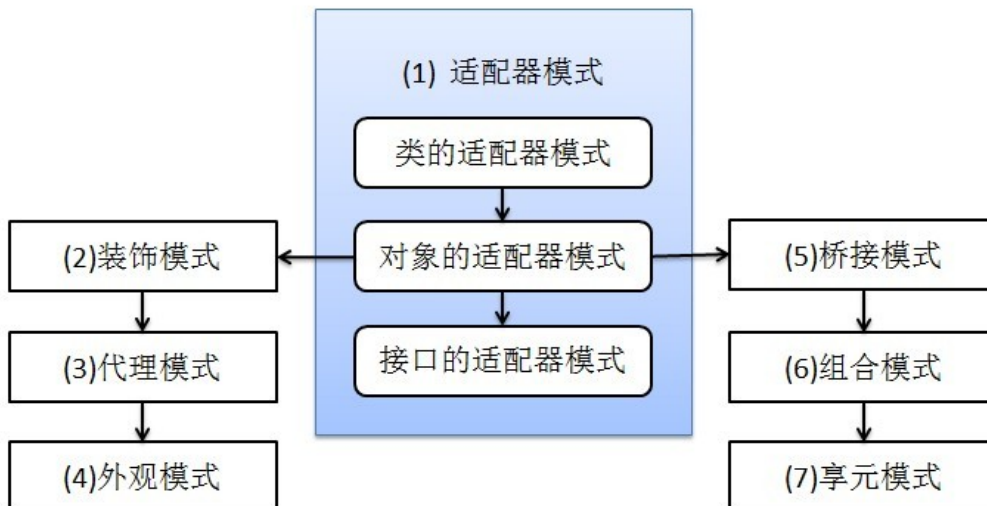 (1) 适配器模式
类的适配器模式
对象的适配器模式
接口的适配器模式
(2)装饰模式
(3)代理模式
(4)外观模式
(5)桥接模式
(6)组合模式
(7)享元模式